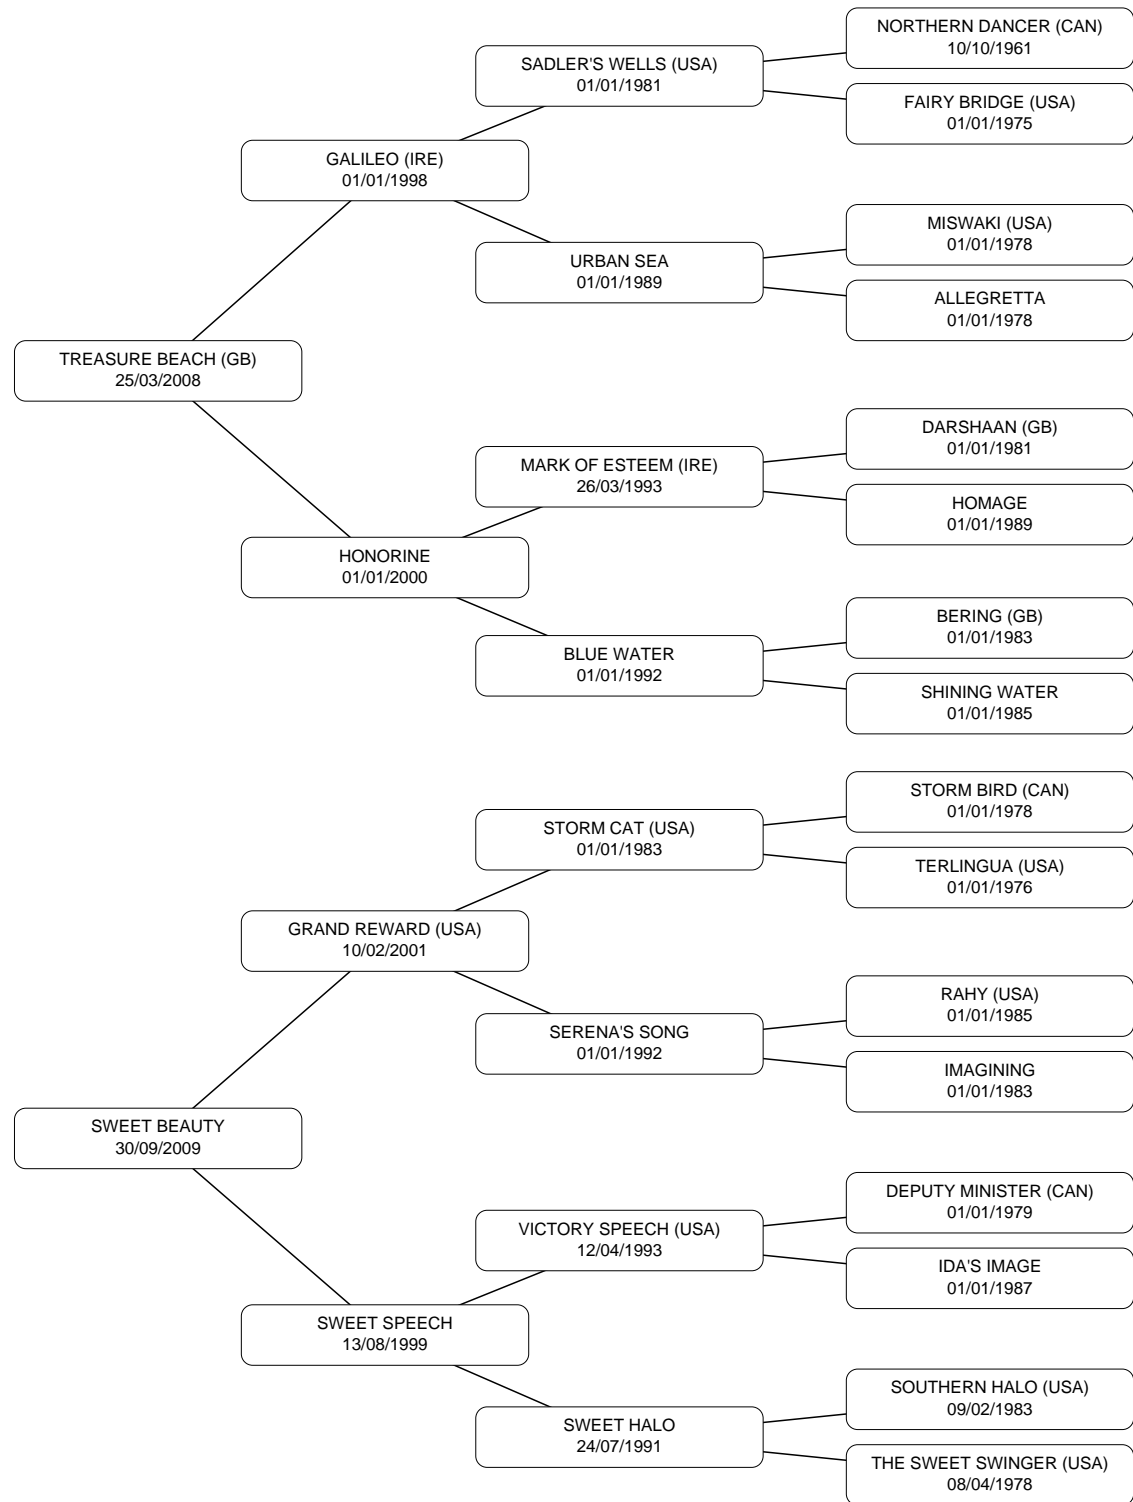 NORTHERN DANCER (CAN)
10/10/1961
SADLER'S WELLS (USA)
01/01/1981
FAIRY BRIDGE (USA)
01/01/1975
GALILEO (IRE)
01/01/1998
MISWAKI (USA)
01/01/1978
URBAN SEA
01/01/1989
ALLEGRETTA
01/01/1978
TREASURE BEACH (GB)
25/03/2008
DARSHAAN (GB)
01/01/1981
MARK OF ESTEEM (IRE)
26/03/1993
HOMAGE
01/01/1989
HONORINE
01/01/2000
BERING (GB)
01/01/1983
BLUE WATER
01/01/1992
SHINING WATER
01/01/1985
STORM BIRD (CAN)
01/01/1978
STORM CAT (USA)
01/01/1983
TERLINGUA (USA)
01/01/1976
GRAND REWARD (USA)
10/02/2001
RAHY (USA)
01/01/1985
SERENA'S SONG
01/01/1992
IMAGINING
01/01/1983
SWEET BEAUTY
30/09/2009
DEPUTY MINISTER (CAN)
01/01/1979
VICTORY SPEECH (USA)
12/04/1993
IDA'S IMAGE
01/01/1987
SWEET SPEECH
13/08/1999
SOUTHERN HALO (USA)
09/02/1983
SWEET HALO
24/07/1991
THE SWEET SWINGER (USA)
08/04/1978